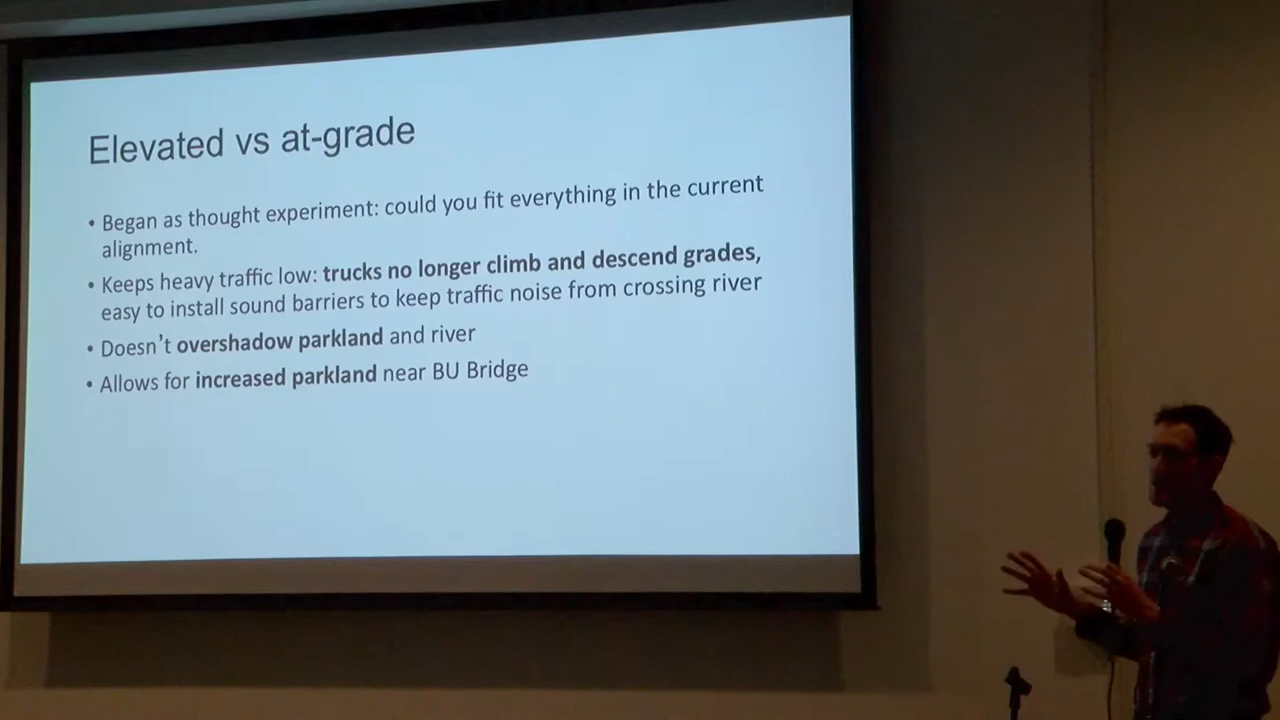 Elevated vs at-grade
• Began as thought experiment: could you fit everything in the current
alignment.
• Keeps heavy traffic low: trucks no longer climb and descend grades,
easy to install sound barriers to keep traffic noise from crossing river
• Doesn't overshadow parkland and river
• Allows for increased parkland near BU Bridge